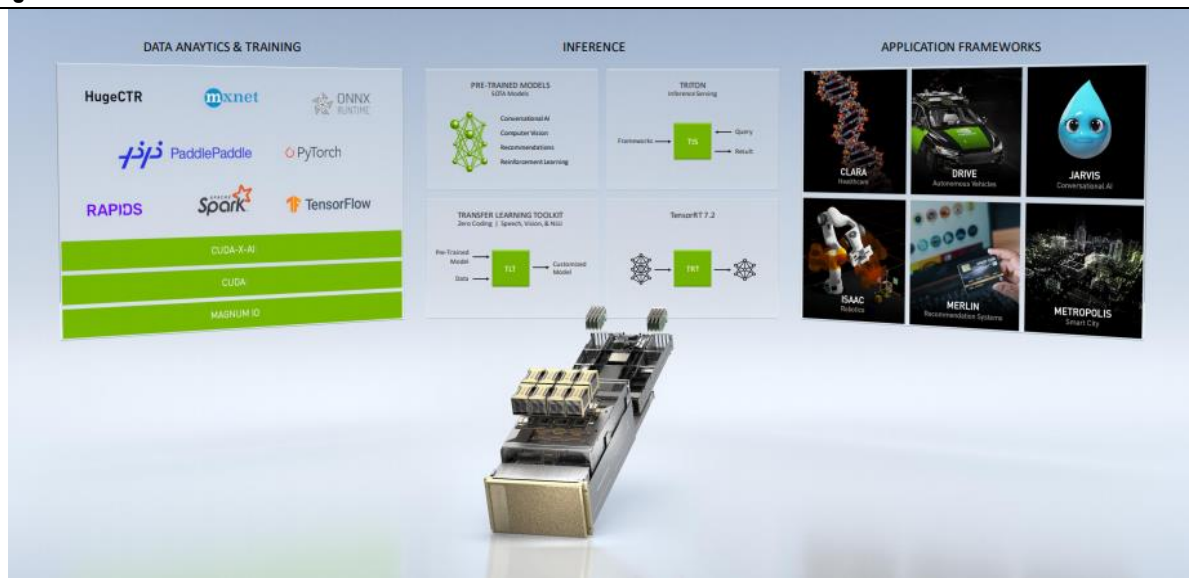 DATA ANAYTICS & TRAINING
HugeCTR
mxnet
ONNX
RUNTIME
PaddlePaddle
PyTorch
RAPIDS
APACHE
Spark
TensorFlow
CUDA-X-AI
CUDA
MAGNUM IO
INFERENCE
PRE-TRAINED MODELS
SOTA Models
Conversational AI
Computer Vision
Recommendations
Reinforcement Learning
TRITON
Inference Serving
Frameworks
TIS
Query
Result
TRANSFER LEARNING TOOLKIT
Zero Coding | Speech, Vision, & NLU
Pre-Trained
Model
Data
TLT
Customized
Model
TensorRT 7.2
TRT
APPLICATION FRAMEWORKS
CLARA
Healthcare
DRIVE
Autonomous Vehicles
JARVIS
Conversational AI
ISAAC
Robotics
MERLIN
Recommendation Systems
METROPOLIS
Smart City